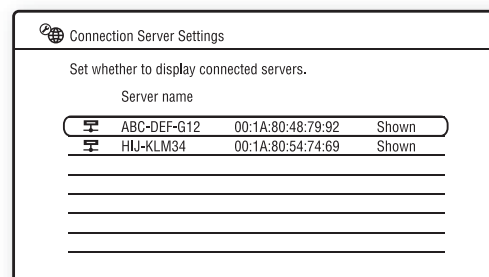 Connection Server Settings
Set whether to display connected servers.
Server name
ABC-DEF-G12 00:1A:80:48:79:92 Shown
HIJ-KLM34 00:1A:80:54:74:69 Shown